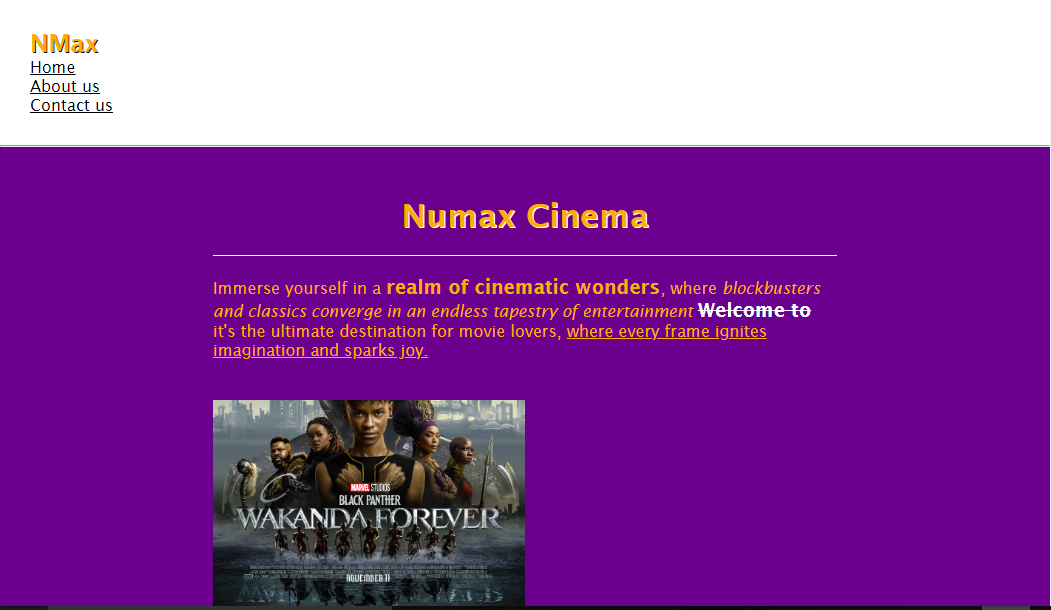 NMax
Home
About us
Contact us
Numax Cinema
Immerse yourself in a realm of cinematic wonders, where blockbusters
and classics converge in an endless tapestry of entertainment Welcome to
it's the ultimate destination for movie lovers, where every frame ignites
imagination and sparks joy.
MARVEL STUDIOS
BLACK PANTHER
WAKANDA FOREVER
NOVEMBER 11